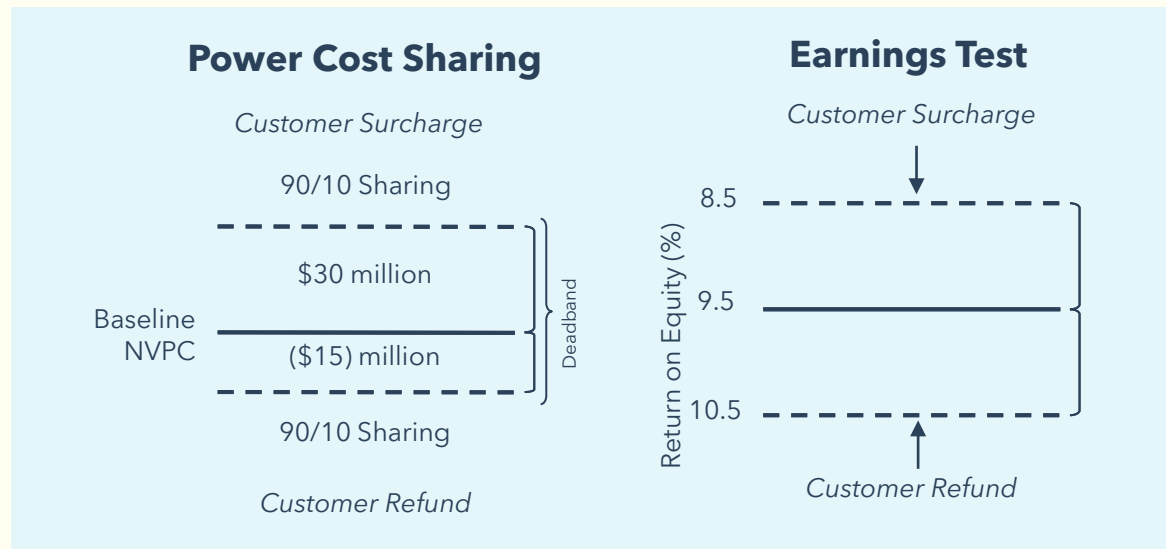 Power Cost Sharing
Customer Surcharge
90/10 Sharing
$30 million
Baseline
NVPC
($15) million
Deadband
90/10 Sharing
Customer Refund
Earnings Test
Customer Surcharge
8.5
9.5
10.5
Return on Equity (%)
Customer Refund